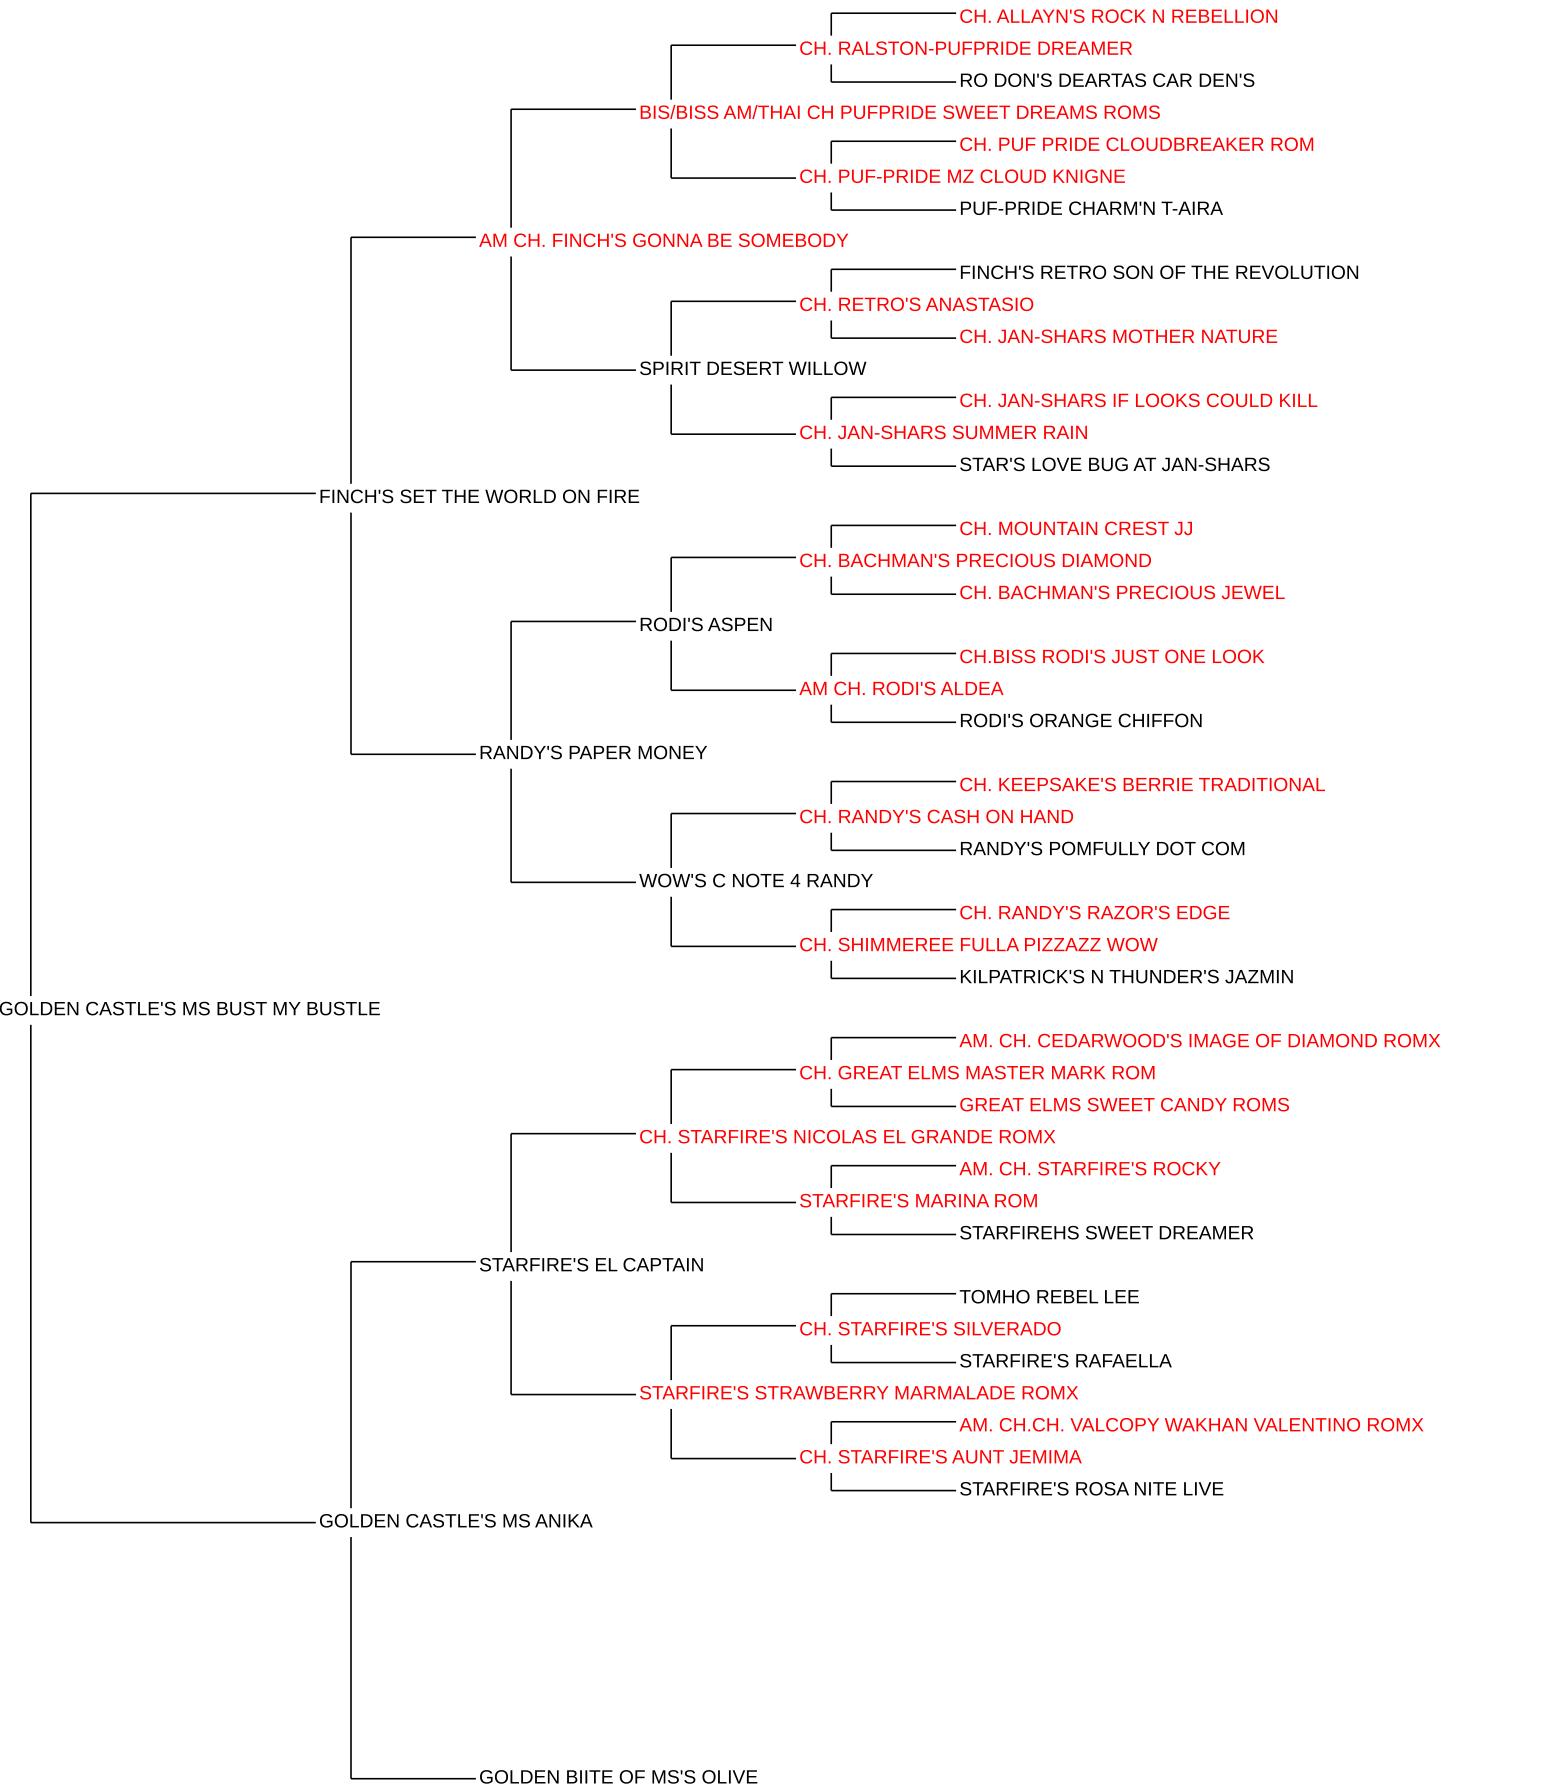 CH. ALLAYN'S ROCK N REBELLION
CH. RALSTON-PUFPRIDE DREAMER
RO DON'S DEARTAS CAR DEN'S
BIS/BISS AM/THAI CH PUFPRIDE SWEET DREAMS ROMS
CH. PUF PRIDE CLOUDBREAKER ROM
CH. PUF-PRIDE MZ CLOUD KNIGNE
PUF-PRIDE CHARM'N T-AIRA
AM CH. FINCH'S GONNA BE SOMEBODY
FINCH'S RETRO SON OF THE REVOLUTION
CH. RETRO'S ANASTASIO
CH. JAN-SHARS MOTHER NATURE
SPIRIT DESERT WILLOW
CH. JAN-SHARS IF LOOKS COULD KILL
CH. JAN-SHARS SUMMER RAIN
STAR'S LOVE BUG AT JAN-SHARS
FINCH'S SET THE WORLD ON FIRE
CH. MOUNTAIN CREST JJ
CH. BACHMAN'S PRECIOUS DIAMOND
CH. BACHMAN'S PRECIOUS JEWEL
RODI'S ASPEN
CH.BISS RODI'S JUST ONE LOOK
AM CH. RODI'S ALDEA
RODI'S ORANGE CHIFFON
RANDY'S PAPER MONEY
CH. KEEPSAKE'S BERRIE TRADITIONAL
CH. RANDY'S CASH ON HAND
RANDY'S POMFULLY DOT COM
WOW'S C NOTE 4 RANDY
CH. RANDY'S RAZOR'S EDGE
CH. SHIMMEREE FULLA PIZZAZZ WOW
KILPATRICK'S N THUNDER'S JAZMIN
GOLDEN CASTLE'S MS BUST MY BUSTLE
AM. CH. CEDARWOOD'S IMAGE OF DIAMOND ROMX
CH. GREAT ELMS MASTER MARK ROM
GREAT ELMS SWEET CANDY ROMS
CH. STARFIRE'S NICOLAS EL GRANDE ROMX
AM. CH. STARFIRE'S ROCKY
STARFIRE'S MARINA ROM
STARFIREHS SWEET DREAMER
STARFIRE'S EL CAPTAIN
TOMHO REBEL LEE
CH. STARFIRE'S SILVERADO
STARFIRE'S RAFAELLA
STARFIRE'S STRAWBERRY MARMALADE ROMX
AM. CH.CH. VALCOPY WAKHAN VALENTINO ROMX
CH. STARFIRE'S AUNT JEMIMA
STARFIRE'S ROSA NITE LIVE
GOLDEN CASTLE'S MS ANIKA
GOLDEN BIITE OF MS'S OLIVE